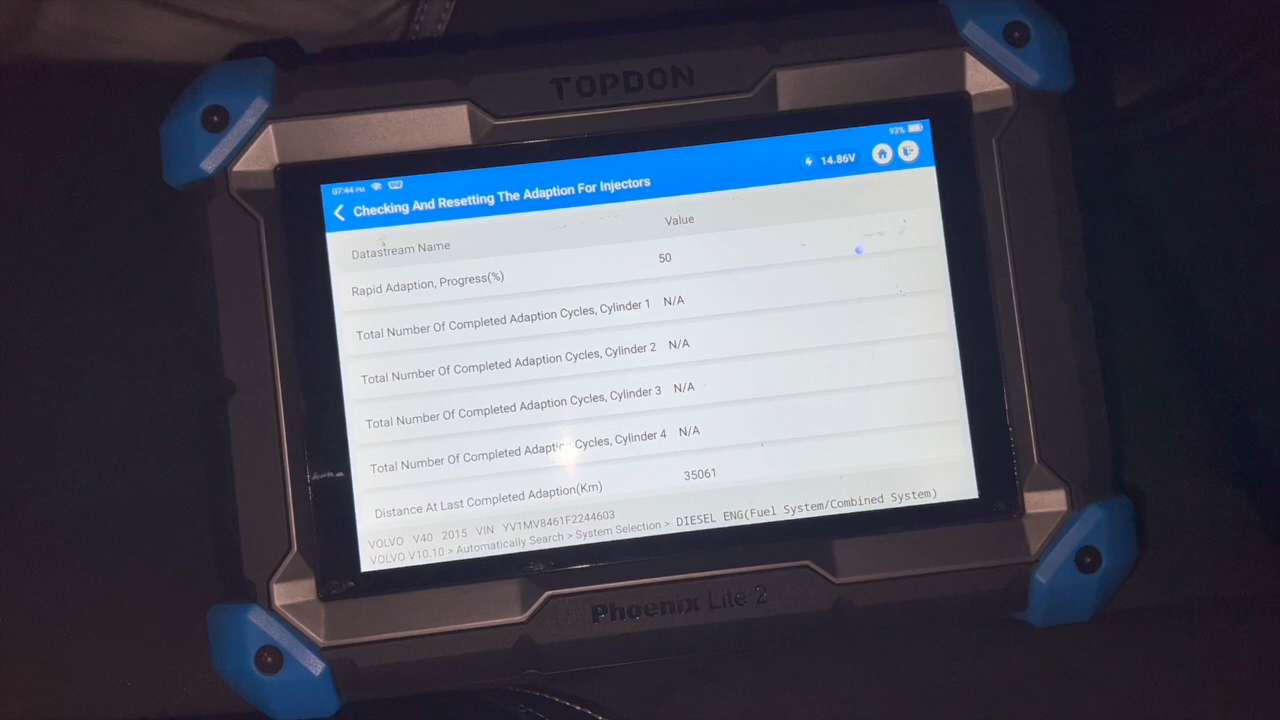 TOPDON
07:44 PM
93%
Checking And Resetting The Adaption For Injectors
14.86V
Datastream Name Value
Rapid Adaption, Progress(%) 50
Total Number Of Completed Adaption Cycles, Cylinder 1 N/A
Total Number Of Completed Adaption Cycles, Cylinder 2 N/A
Total Number Of Completed Adaption Cycles, Cylinder 3 N/A
Total Number Of Completed Adaption Cycles, Cylinder 4 N/A
Distance At Last Completed Adaption(Km) 35061
VOLVO V40 2015 VIN YV1MV8461F2244603
VOLVO V10.10 > Automatically Search > System Selection > DIESEL ENG(Fuel System/Combined System)
Phoenix Lite 2